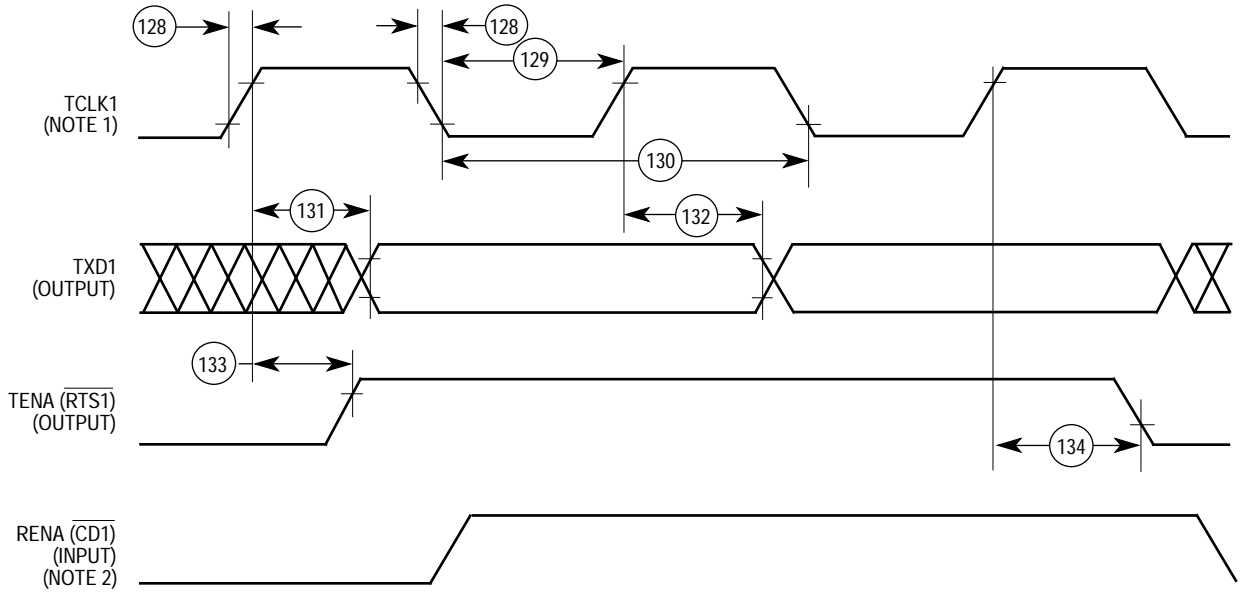 128
128
129
TCLK1
(NOTE 1)
130
131
132
TXD1
(OUTPUT)
133
TENA (RTS1)
(OUTPUT)
134
RENA (CD1)
(INPUT)
(NOTE 2)